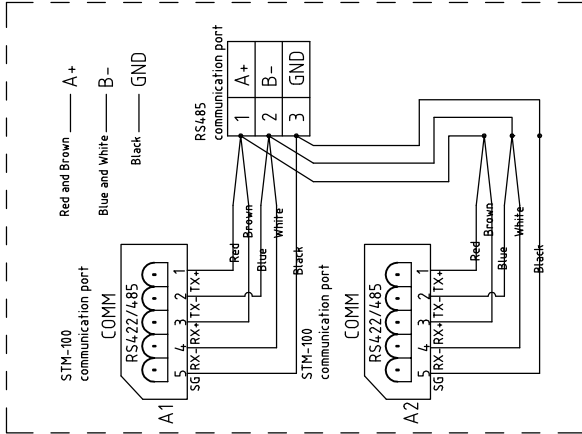 Red and Brown A+
Blue and White B-
Black GND
RS485
communication port
1 A+
2 B-
3 GND
STM-100
communication port
COMM
RS422/485
1 TX+
2 TX-
3 RX+
4 RX-
5 SG
A1
Red
Brown
Blue
White
Black
STM-100
communication port
COMM
RS422/485
1 TX+
2 TX-
3 RX+
4 RX-
5 SG
A2
Red
Brown
Blue
White
Black